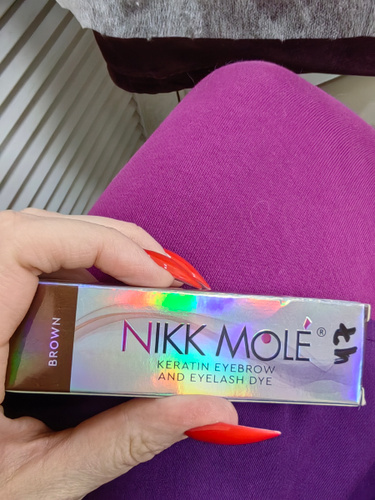 BROWN
NIKK MOLÉ®
KERATIN EYEBROW
AND EYELASH DYE